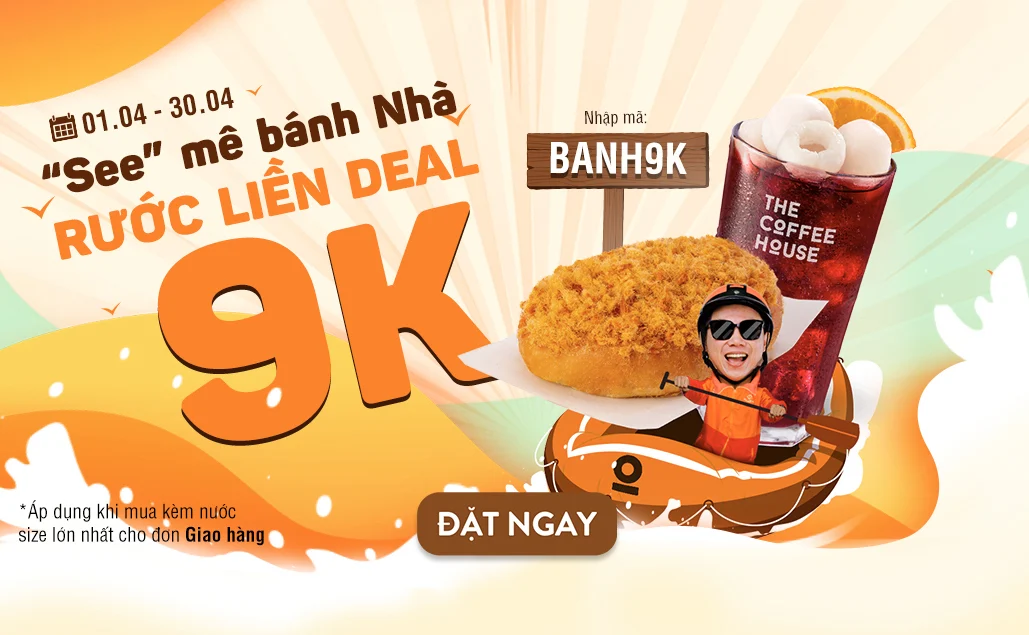 01.04 - 30.04
“See” mê bánh Nhà
RƯỚC LIỀN DEAL
9K
Nhập mã:
BANH9K
THE
COFFEE
HOUSE
*Áp dụng khi mua kèm nước
size lớn nhất cho đơn Giao hàng
ĐẶT NGAY